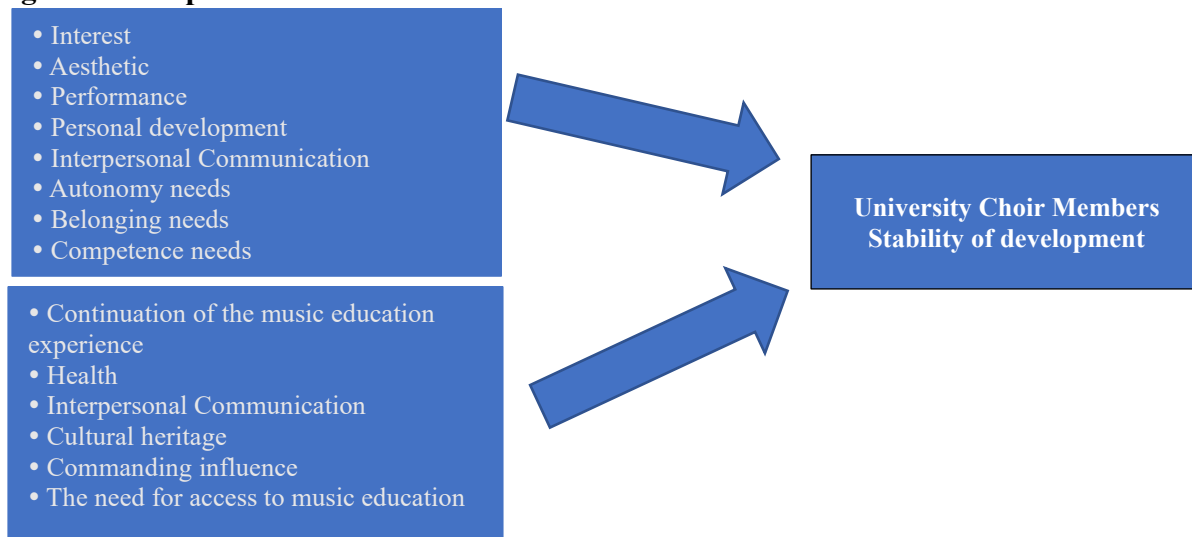 • Interest
• Aesthetic
• Performance
• Personal development
• Interpersonal Communication
• Autonomy needs
• Belonging needs
• Competence needs
• Continuation of the music education
experience
• Health
• Interpersonal Communication
• Cultural heritage
• Commanding influence
• The need for access to music education
University Choir Members
Stability of development